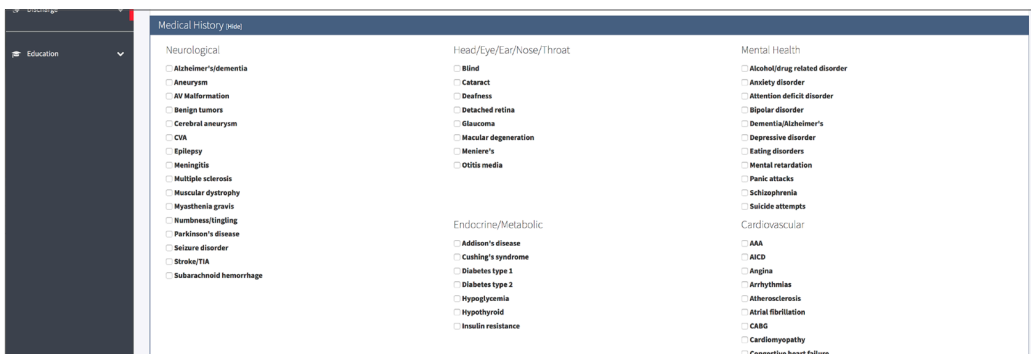 Discharge
Education
Medical History [Hide]
Neurological
Alzheimer's/dementia
Aneurysm
AV Malformation
Benign tumors
Cerebral aneurysm
CVA
Epilepsy
Meningitis
Multiple sclerosis
Muscular dystrophy
Myasthenia gravis
Numbness/tingling
Parkinson's disease
Seizure disorder
Stroke/TIA
Subarachnoid hemorrhage
Head/Eye/Ear/Nose/Throat
Blind
Cataract
Deafness
Detached retina
Glaucoma
Macular degeneration
Meniere's
Otitis media
Endocrine/Metabolic
Addison's disease
Cushing's syndrome
Diabetes type 1
Diabetes type 2
Hypoglycemia
Hypothyroid
Insulin resistance
Mental Health
Alcohol/drug related disorder
Anxiety disorder
Attention deficit disorder
Bipolar disorder
Dementia/Alzheimer's
Depressive disorder
Eating disorders
Mental retardation
Panic attacks
Schizophrenia
Suicide attempts
Cardiovascular
AAA
AICD
Angina
Arrhythmias
Atherosclerosis
Atrial fibrillation
CABG
Cardiomyopathy
Congestive heart failure